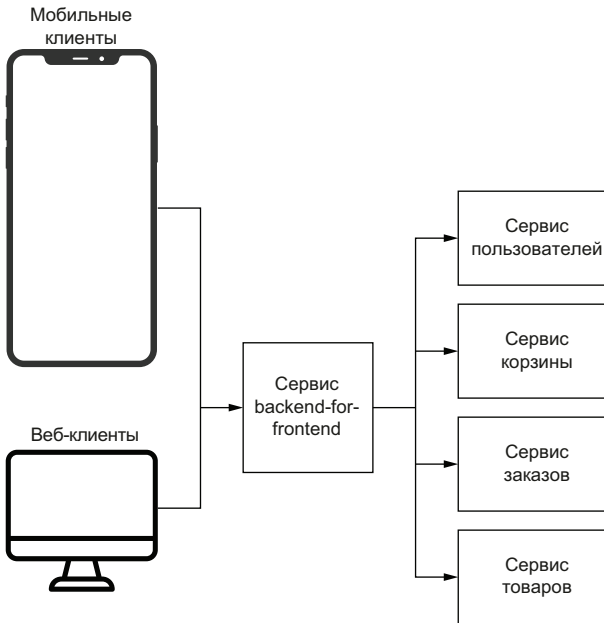 Мобильные
клиенты
Сервис
пользователей
Сервис
корзины
Сервис
backend-for-
frontend
Веб-клиенты
Сервис
заказов
Сервис
товаров